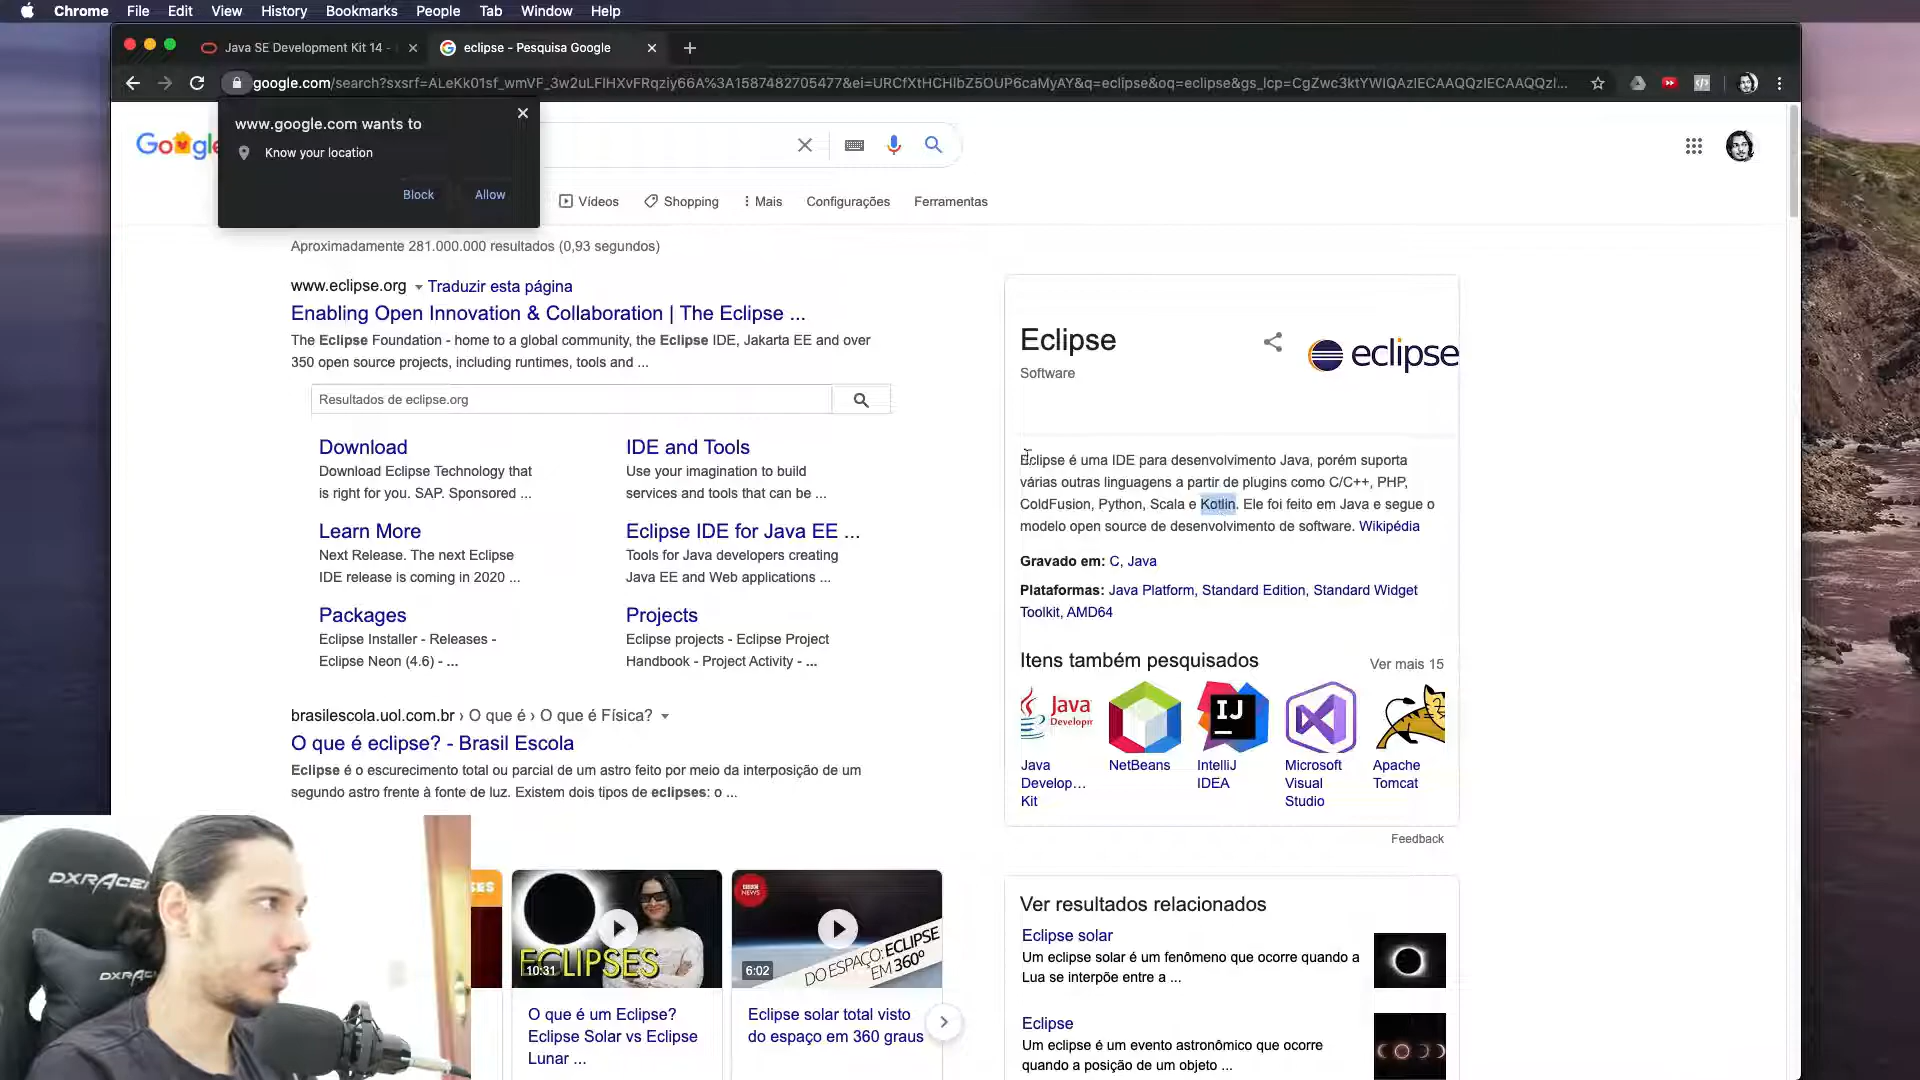 Chrome File Edit View History Bookmarks People Tab Window Help
Java SE Development Kit 14 -
eclipse - Pesquisa Google
google.com/search?sxsrf=ALeKk01sf_wmVF_3w2uLFlHXvFRqziy66A%3A1587482705477&ei=URCfXtHCHIbZ5OUP6caMyAY&q=eclipse&oq=eclipse&gs_lcp=CgZwc3ktYWIQAzIECAAQQzIECAAQQzI...
www.google.com wants to
Know your location
Block Allow
Google
Vídeos Shopping Mais Configurações Ferramentas
Aproximadamente 281.000.000 resultados (0,93 segundos)
www.eclipse.org Traduzir esta página
Enabling Open Innovation & Collaboration | The Eclipse ...
The Eclipse Foundation - home to a global community, the Eclipse IDE, Jakarta EE and over
350 open source projects, including runtimes, tools and ...
Resultados de eclipse.org
Download
Download Eclipse Technology that
is right for you. SAP. Sponsored ...
IDE and Tools
Use your imagination to build
services and tools that can be ...
Learn More
Next Release. The next Eclipse
IDE release is coming in 2020 ...
Eclipse IDE for Java EE ...
Tools for Java developers creating
Java EE and Web applications ...
Packages
Eclipse Installer - Releases -
Eclipse Neon (4.6) - ...
Projects
Eclipse projects - Eclipse Project
Handbook - Project Activity - ...
brasilescola.uol.com.br › O que é › O que é Física?
O que é eclipse? - Brasil Escola
Eclipse é o escurecimento total ou parcial de um astro feito por meio da interposição de um
segundo astro frente à fonte de luz. Existem dois tipos de eclipses: o ...
ECLIPSES
10:31
O que é um Eclipse?
Eclipse Solar vs Eclipse
Lunar ...
BBC
NEWS
DO ESPAÇO: ECLIPSE
EM 360º
6:02
Eclipse solar total visto
do espaço em 360 graus
Eclipse
Software
eclipse
Eclipse é uma IDE para desenvolvimento Java, porém suporta
várias outras linguagens a partir de plugins como C/C++, PHP,
ColdFusion, Python, Scala e Kotlin. Ele foi feito em Java e segue o
modelo open source de desenvolvimento de software. Wikipédia
Gravado em: C, Java
Plataformas: Java Platform, Standard Edition, Standard Widget
Toolkit, AMD64
Itens também pesquisados
Ver mais 15
Java
Developm
IJ
Java
Develop...
Kit
NetBeans
IntelliJ
IDEA
Microsoft
Visual
Studio
Apache
Tomcat
Feedback
Ver resultados relacionados
Eclipse solar
Um eclipse solar é um fenômeno que ocorre quando a
Lua se interpõe entre a ...
Eclipse
Um eclipse é um evento astronômico que ocorre
quando a posição de um objeto ...
DXRACER
DXRACE